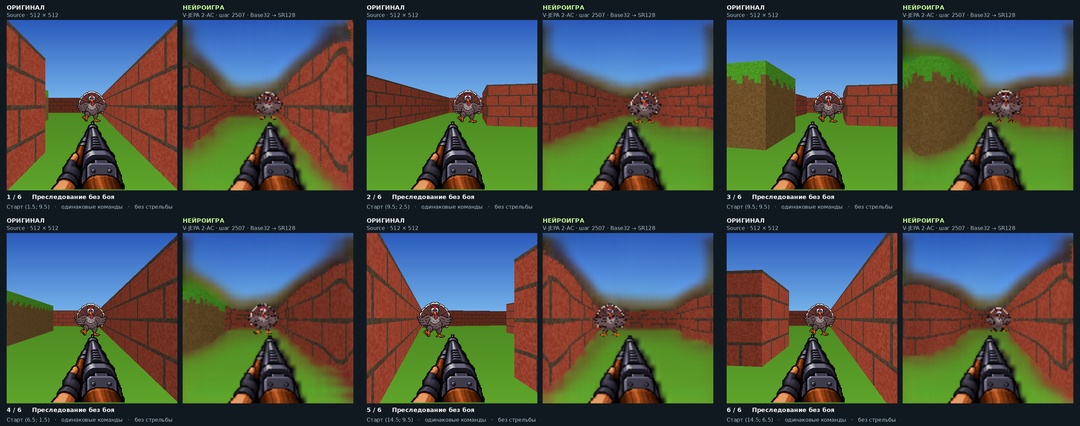 ОРИГИНАЛ
Source · 512 × 512
НЕЙРОИГРА
V-JEPA 2-AC · шаг 2507 · Base32 → SR128
1 / 6 Преследование без боя
Старт (1.5; 9.5) · одинаковые команды · без стрельбы
ОРИГИНАЛ
Source · 512 × 512
НЕЙРОИГРА
V-JEPA 2-AC · шаг 2507 · Base32 → SR128
2 / 6 Преследование без боя
Старт (9.5; 2.5) · одинаковые команды · без стрельбы
ОРИГИНАЛ
Source · 512 × 512
НЕЙРОИГРА
V-JEPA 2-AC · шаг 2507 · Base32 → SR128
3 / 6 Преследование без боя
Старт (9.5; 9.5) · одинаковые команды · без стрельбы
ОРИГИНАЛ
Source · 512 × 512
НЕЙРОИГРА
V-JEPA 2-AC · шаг 2507 · Base32 → SR128
4 / 6 Преследование без боя
Старт (6.5; 1.5) · одинаковые команды · без стрельбы
ОРИГИНАЛ
Source · 512 × 512
НЕЙРОИГРА
V-JEPA 2-AC · шаг 2507 · Base32 → SR128
5 / 6 Преследование без боя
Старт (14.5; 9.5) · одинаковые команды · без стрельбы
ОРИГИНАЛ
Source · 512 × 512
НЕЙРОИГРА
V-JEPA 2-AC · шаг 2507 · Base32 → SR128
6 / 6 Преследование без боя
Старт (14.5; 6.5) · одинаковые команды · без стрельбы